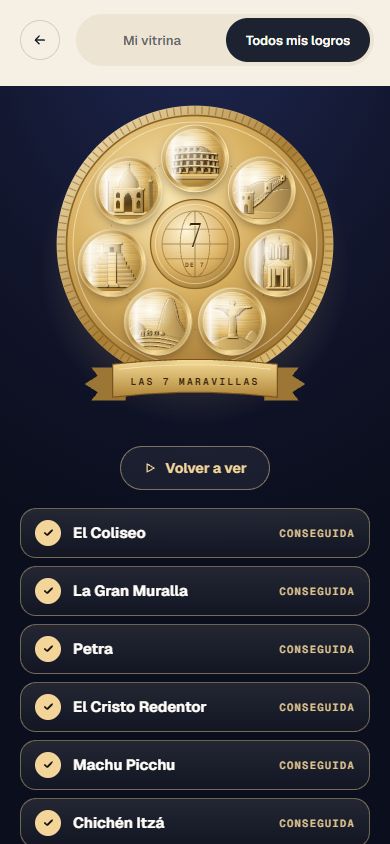 Mi vitrina
Todos mis logros
7
DE 7
LAS 7 MARAVILLAS
Volver a ver
El Coliseo CONSEGUIDA
La Gran Muralla CONSEGUIDA
Petra CONSEGUIDA
El Cristo Redentor CONSEGUIDA
Machu Picchu CONSEGUIDA
Chichén Itzá CONSEGUIDA